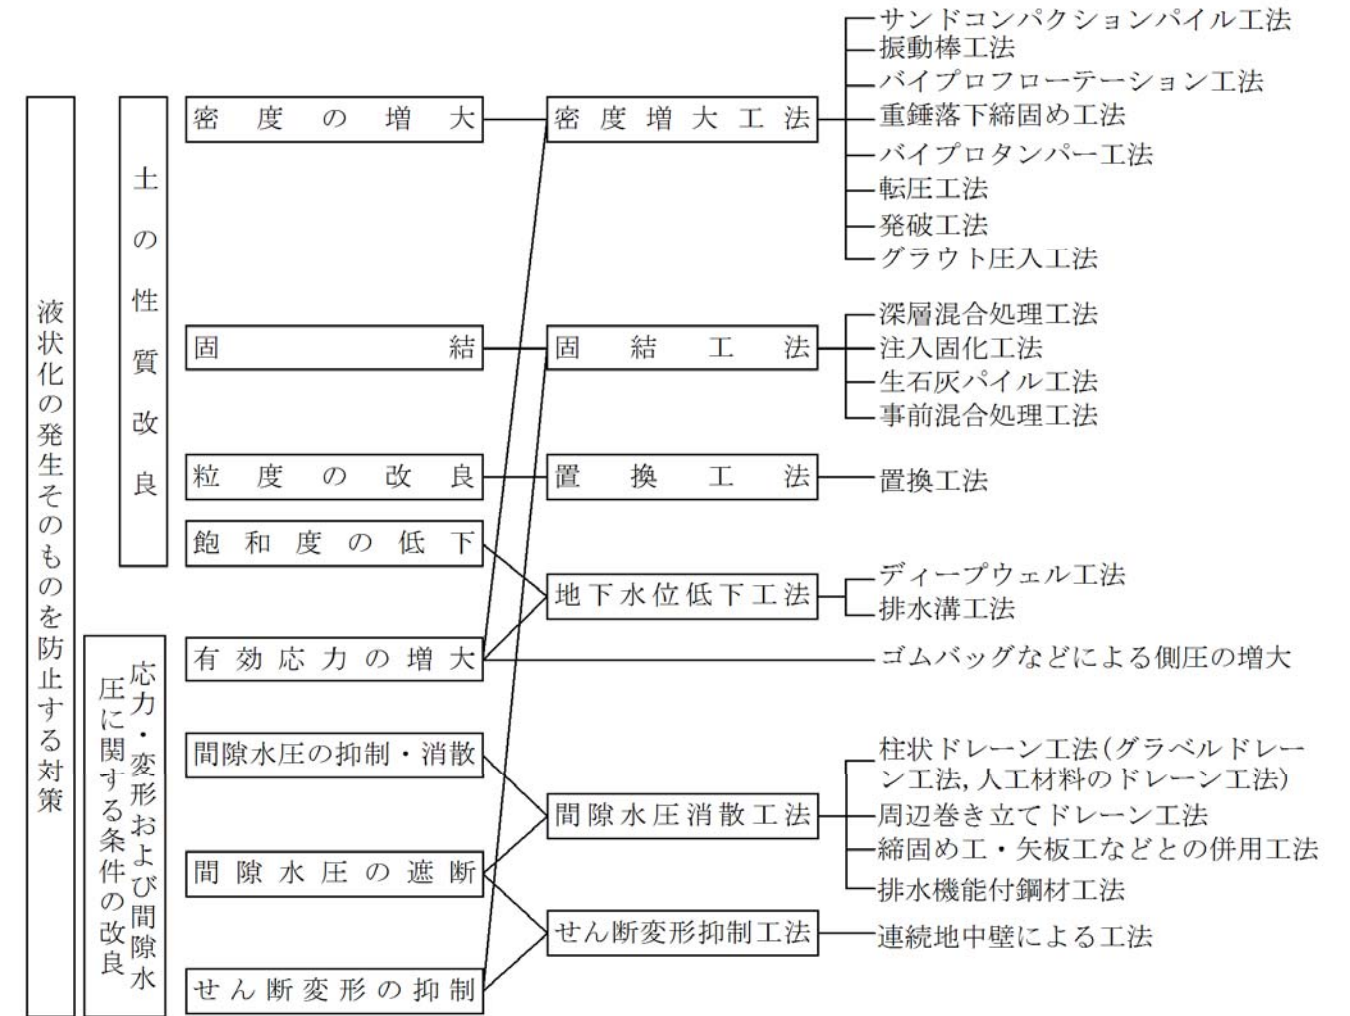 液状化の発生そのものを防止する対策
土の性質改良
応力・変形および間隙水
圧に関する条件の改良
密度の増大
固結
粒度の改良
飽和度の低下
有効応力の増大
間隙水圧の抑制・消散
間隙水圧の遮断
せん断変形の抑制
密度増大工法
固結工法
置換工法
地下水位低下工法
間隙水圧消散工法
せん断変形抑制工法
サンドコンパクションパイル工法
振動棒工法
バイプロフローテーション工法
重錘落下締固め工法
バイプロタンパー工法
転圧工法
発破工法
グラウト圧入工法
深層混合処理工法
注入固化工法
生石灰パイル工法
事前混合処理工法
置換工法
ディープウェル工法
排水溝工法
ゴムバッグなどによる側圧の増大
柱状ドレーン工法(グラベルドレー
ン工法,人工材料のドレーン工法)
周辺巻き立てドレーン工法
締固め工・矢板工などとの併用工法
排水機能付鋼材工法
連続地中壁による工法